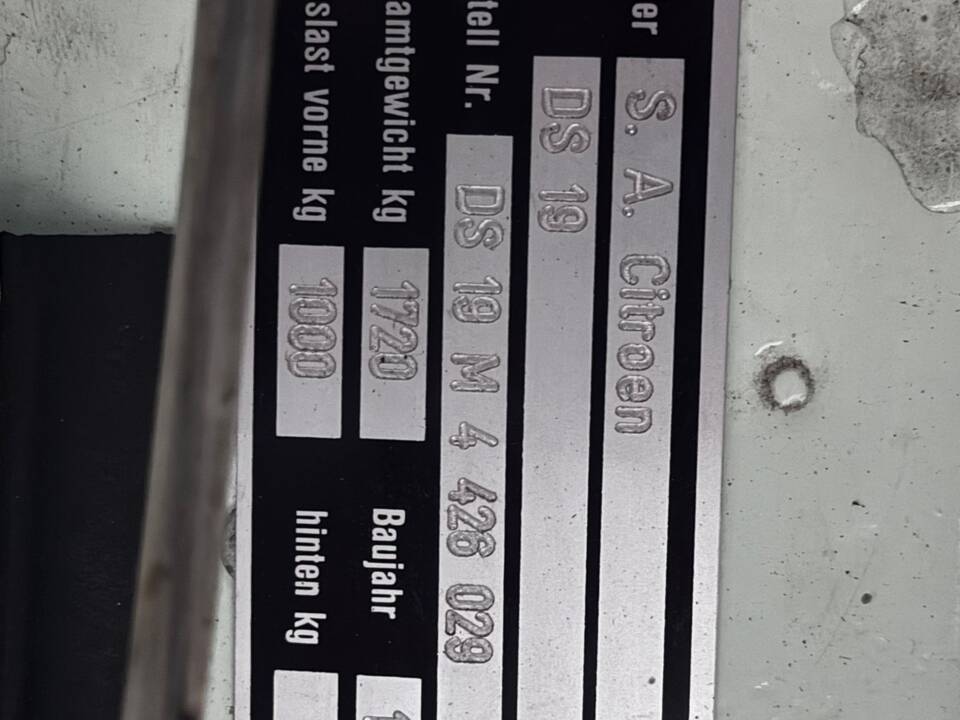 er S. A. Citroen
DS 19
tell Nr. DS 19 M 4 426 029
amtgewicht kg 1720 Baujahr 1
slast vorne kg 1000 hinten kg